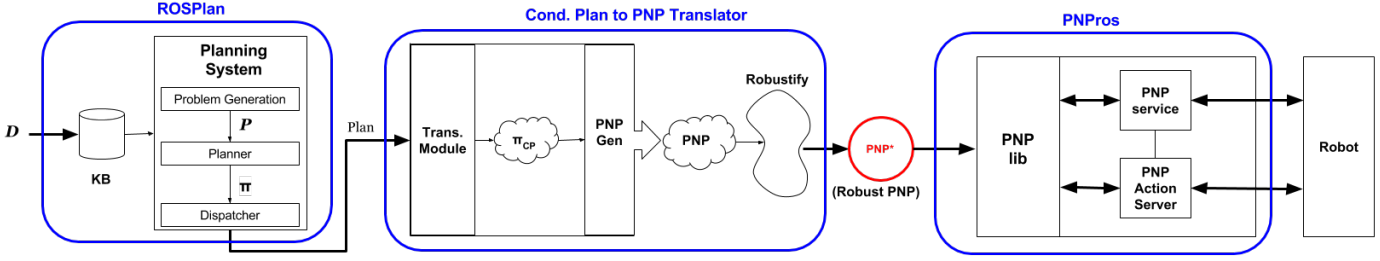 ROSPlan
Cond. Plan to PNP Translator
PNPros
D
KB
Planning
System
Problem Generation
P
Planner
π
Dispatcher
Plan
Trans.
Module
π_CP
PNP
Gen
PNP
Robustify
PNP*
(Robust PNP)
PNP
lib
PNP
service
PNP
Action
Server
Robot